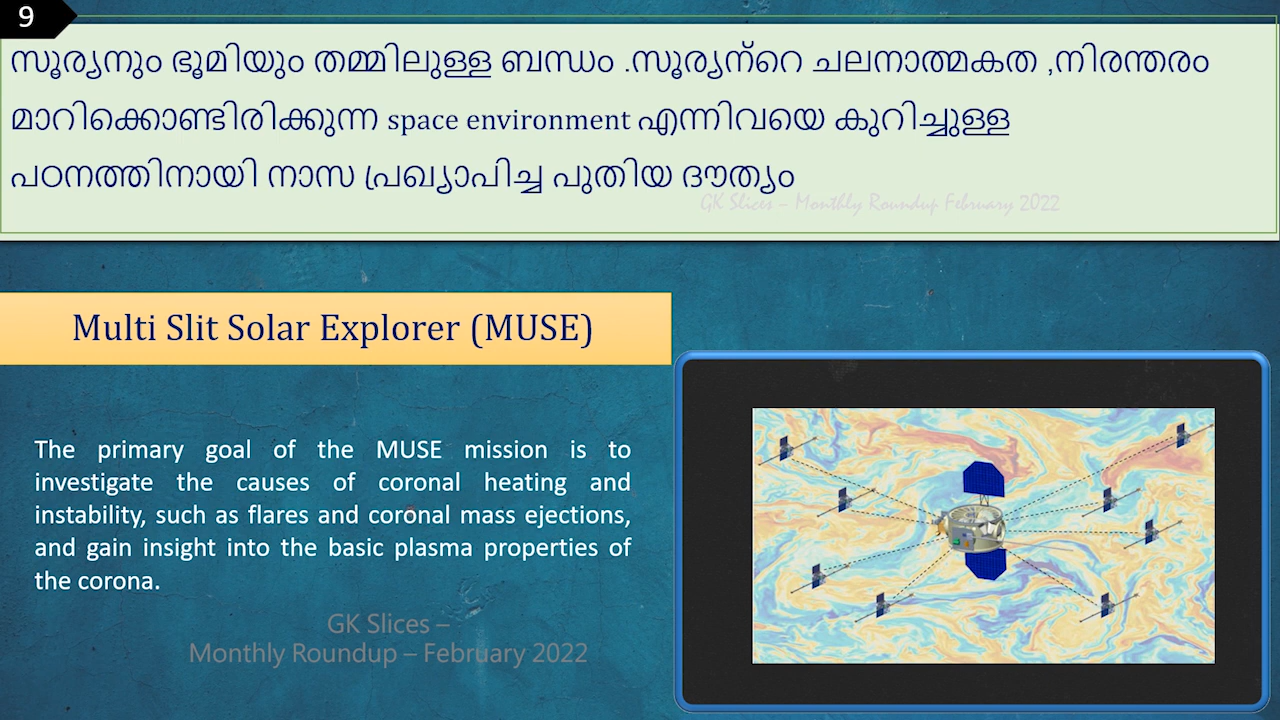 9
സൂര്യനും ഭൂമിയും തമ്മിലുള്ള ബന്ധം .സൂര്യന്റെ ചലനാത്മകത ,നിരന്തരം
മാറിക്കൊണ്ടിരിക്കുന്ന space environment എന്നിവയെ കുറിച്ചുള്ള
പഠനത്തിനായി നാസ പ്രഖ്യാപിച്ച പുതിയ ദൗത്യം
GK Slices – Monthly Roundup February 2022
Multi Slit Solar Explorer (MUSE)
The primary goal of the MUSE mission is to
investigate the causes of coronal heating and
instability, such as flares and coronal mass ejections,
and gain insight into the basic plasma properties of
the corona.
GK Slices –
Monthly Roundup – February 2022